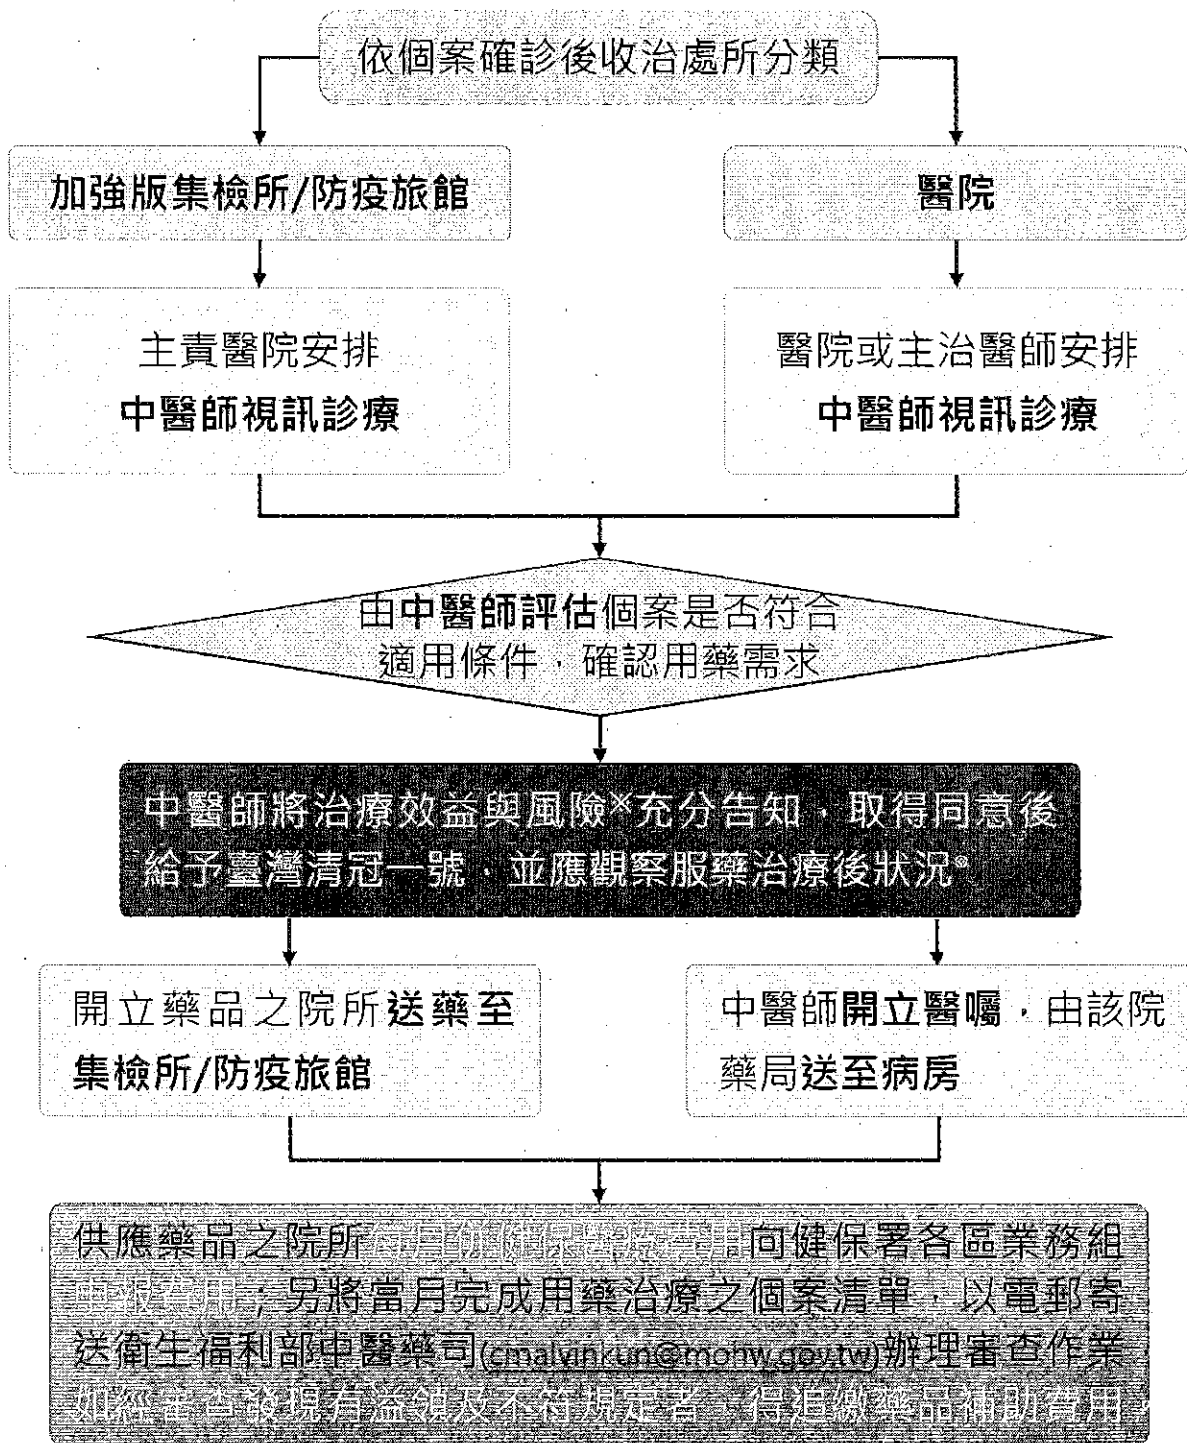 依個案確診後收治處所分類
加強版集檢所/防疫旅館
醫院
主責醫院安排
中醫師視訊診療
醫院或主治醫師安排
中醫師視訊診療
由中醫師評估個案是否符合
適用條件，確認用藥需求
中醫師將治療效益與風險※充分告知，取得同意後
給予臺灣清冠一號，並應觀察服藥治療後狀況
開立藥品之院所送藥至
集檢所/防疫旅館
中醫師開立醫囑，由該院
藥局送至病房
供應藥品之院所 向健保署各區業務組
申報費用；另將當月完成用藥治療之個案清單，以電郵寄
送衛生福利部中醫藥司(cmalvinkun@mohw.gov.tw)辦理審查作業
如經審查發現有溢領及不符規定者，得追繳藥品補助費用。